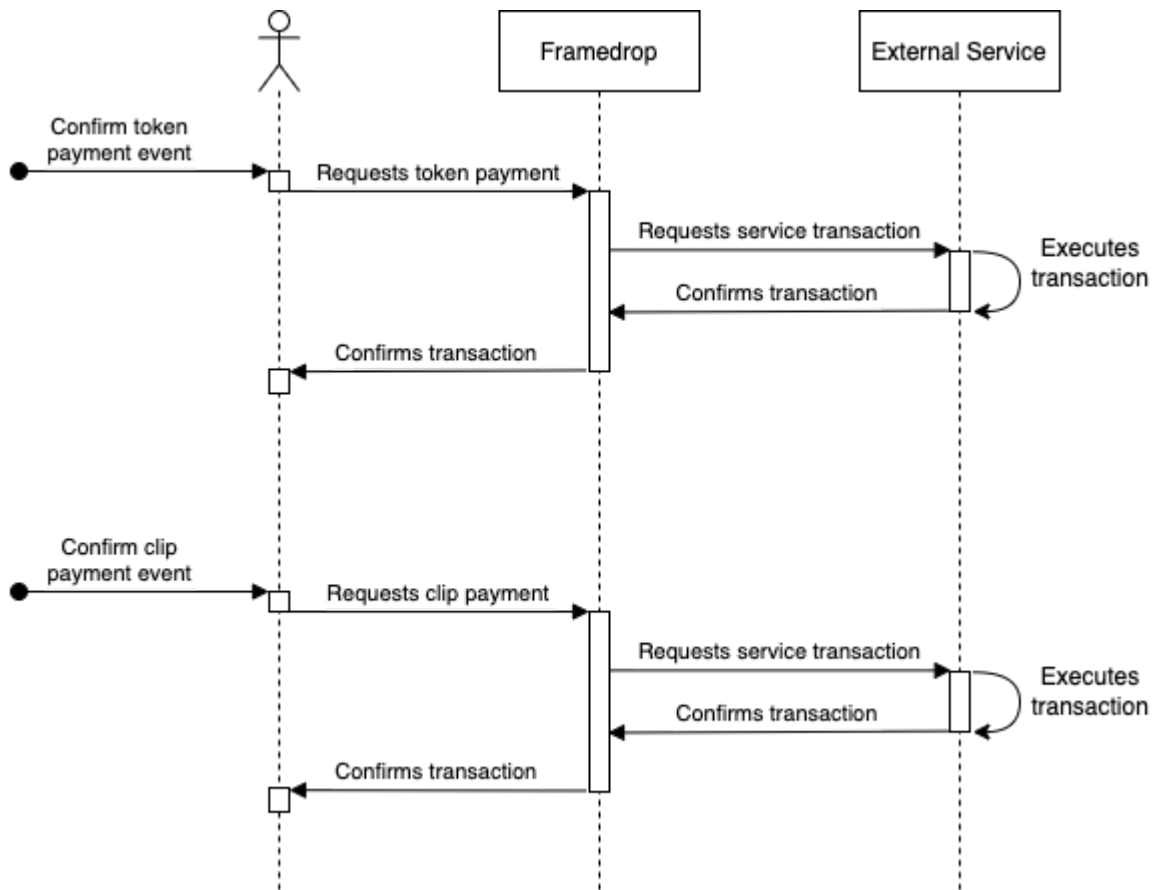 Framedrop
External Service
Confirm token
payment event
Requests token payment
Requests service transaction
Executes
transaction
Confirms transaction
Confirms transaction
Confirm clip
payment event
Requests clip payment
Requests service transaction
Executes
transaction
Confirms transaction
Confirms transaction